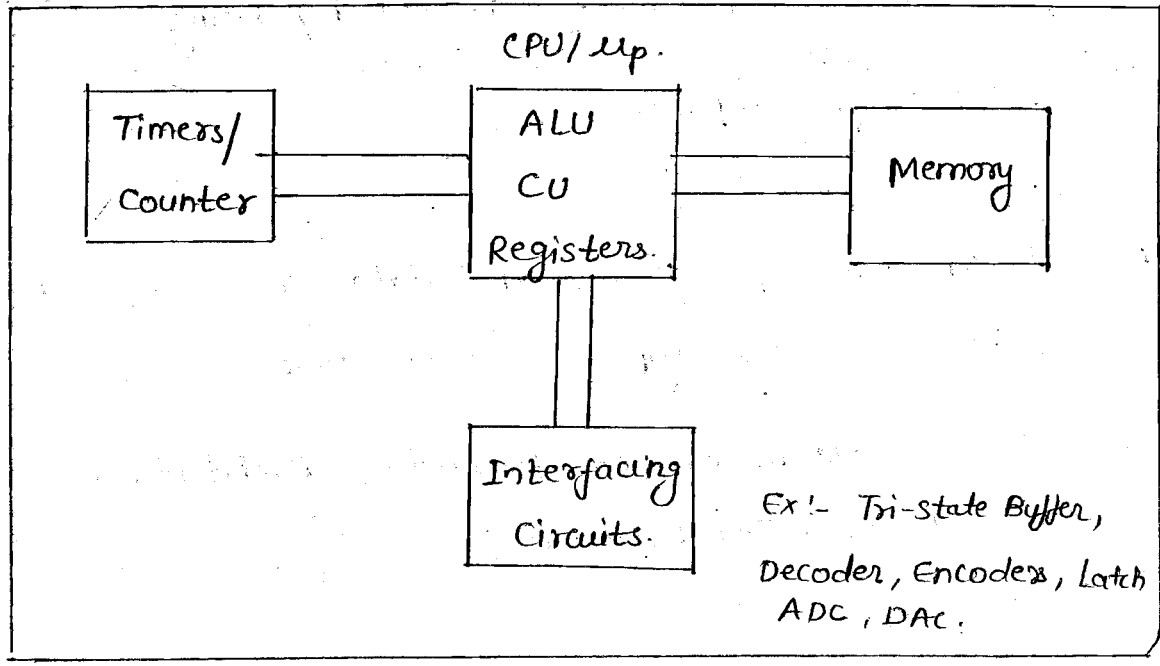 CPU/ μp.
Timers/
Counter
ALU
CU
Registers.
Memory
Interfacing
Circuits.
Ex:- Tri-state Buffer,
Decoder, Encoders, Latch
ADC, DAC.